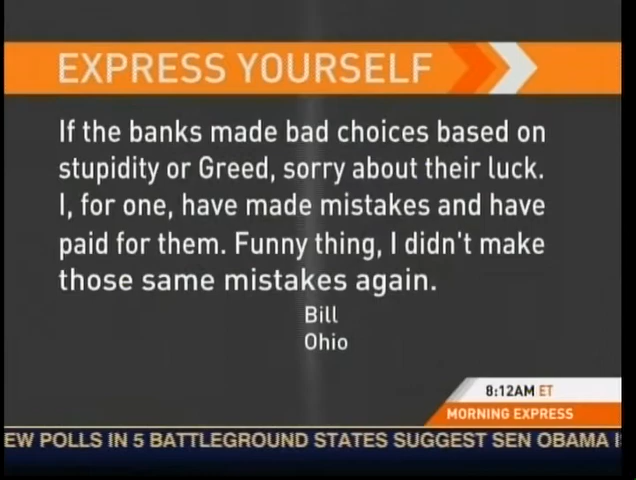 EXPRESS YOURSELF
If the banks made bad choices based on
stupidity or Greed, sorry about their luck.
I, for one, have made mistakes and have
paid for them. Funny thing, I didn't make
those same mistakes again.
Bill
Ohio
8:12AM ET
MORNING EXPRESS
POLLS IN 5 BATTLEGROUND STATES SUGGEST SEN OBAMA